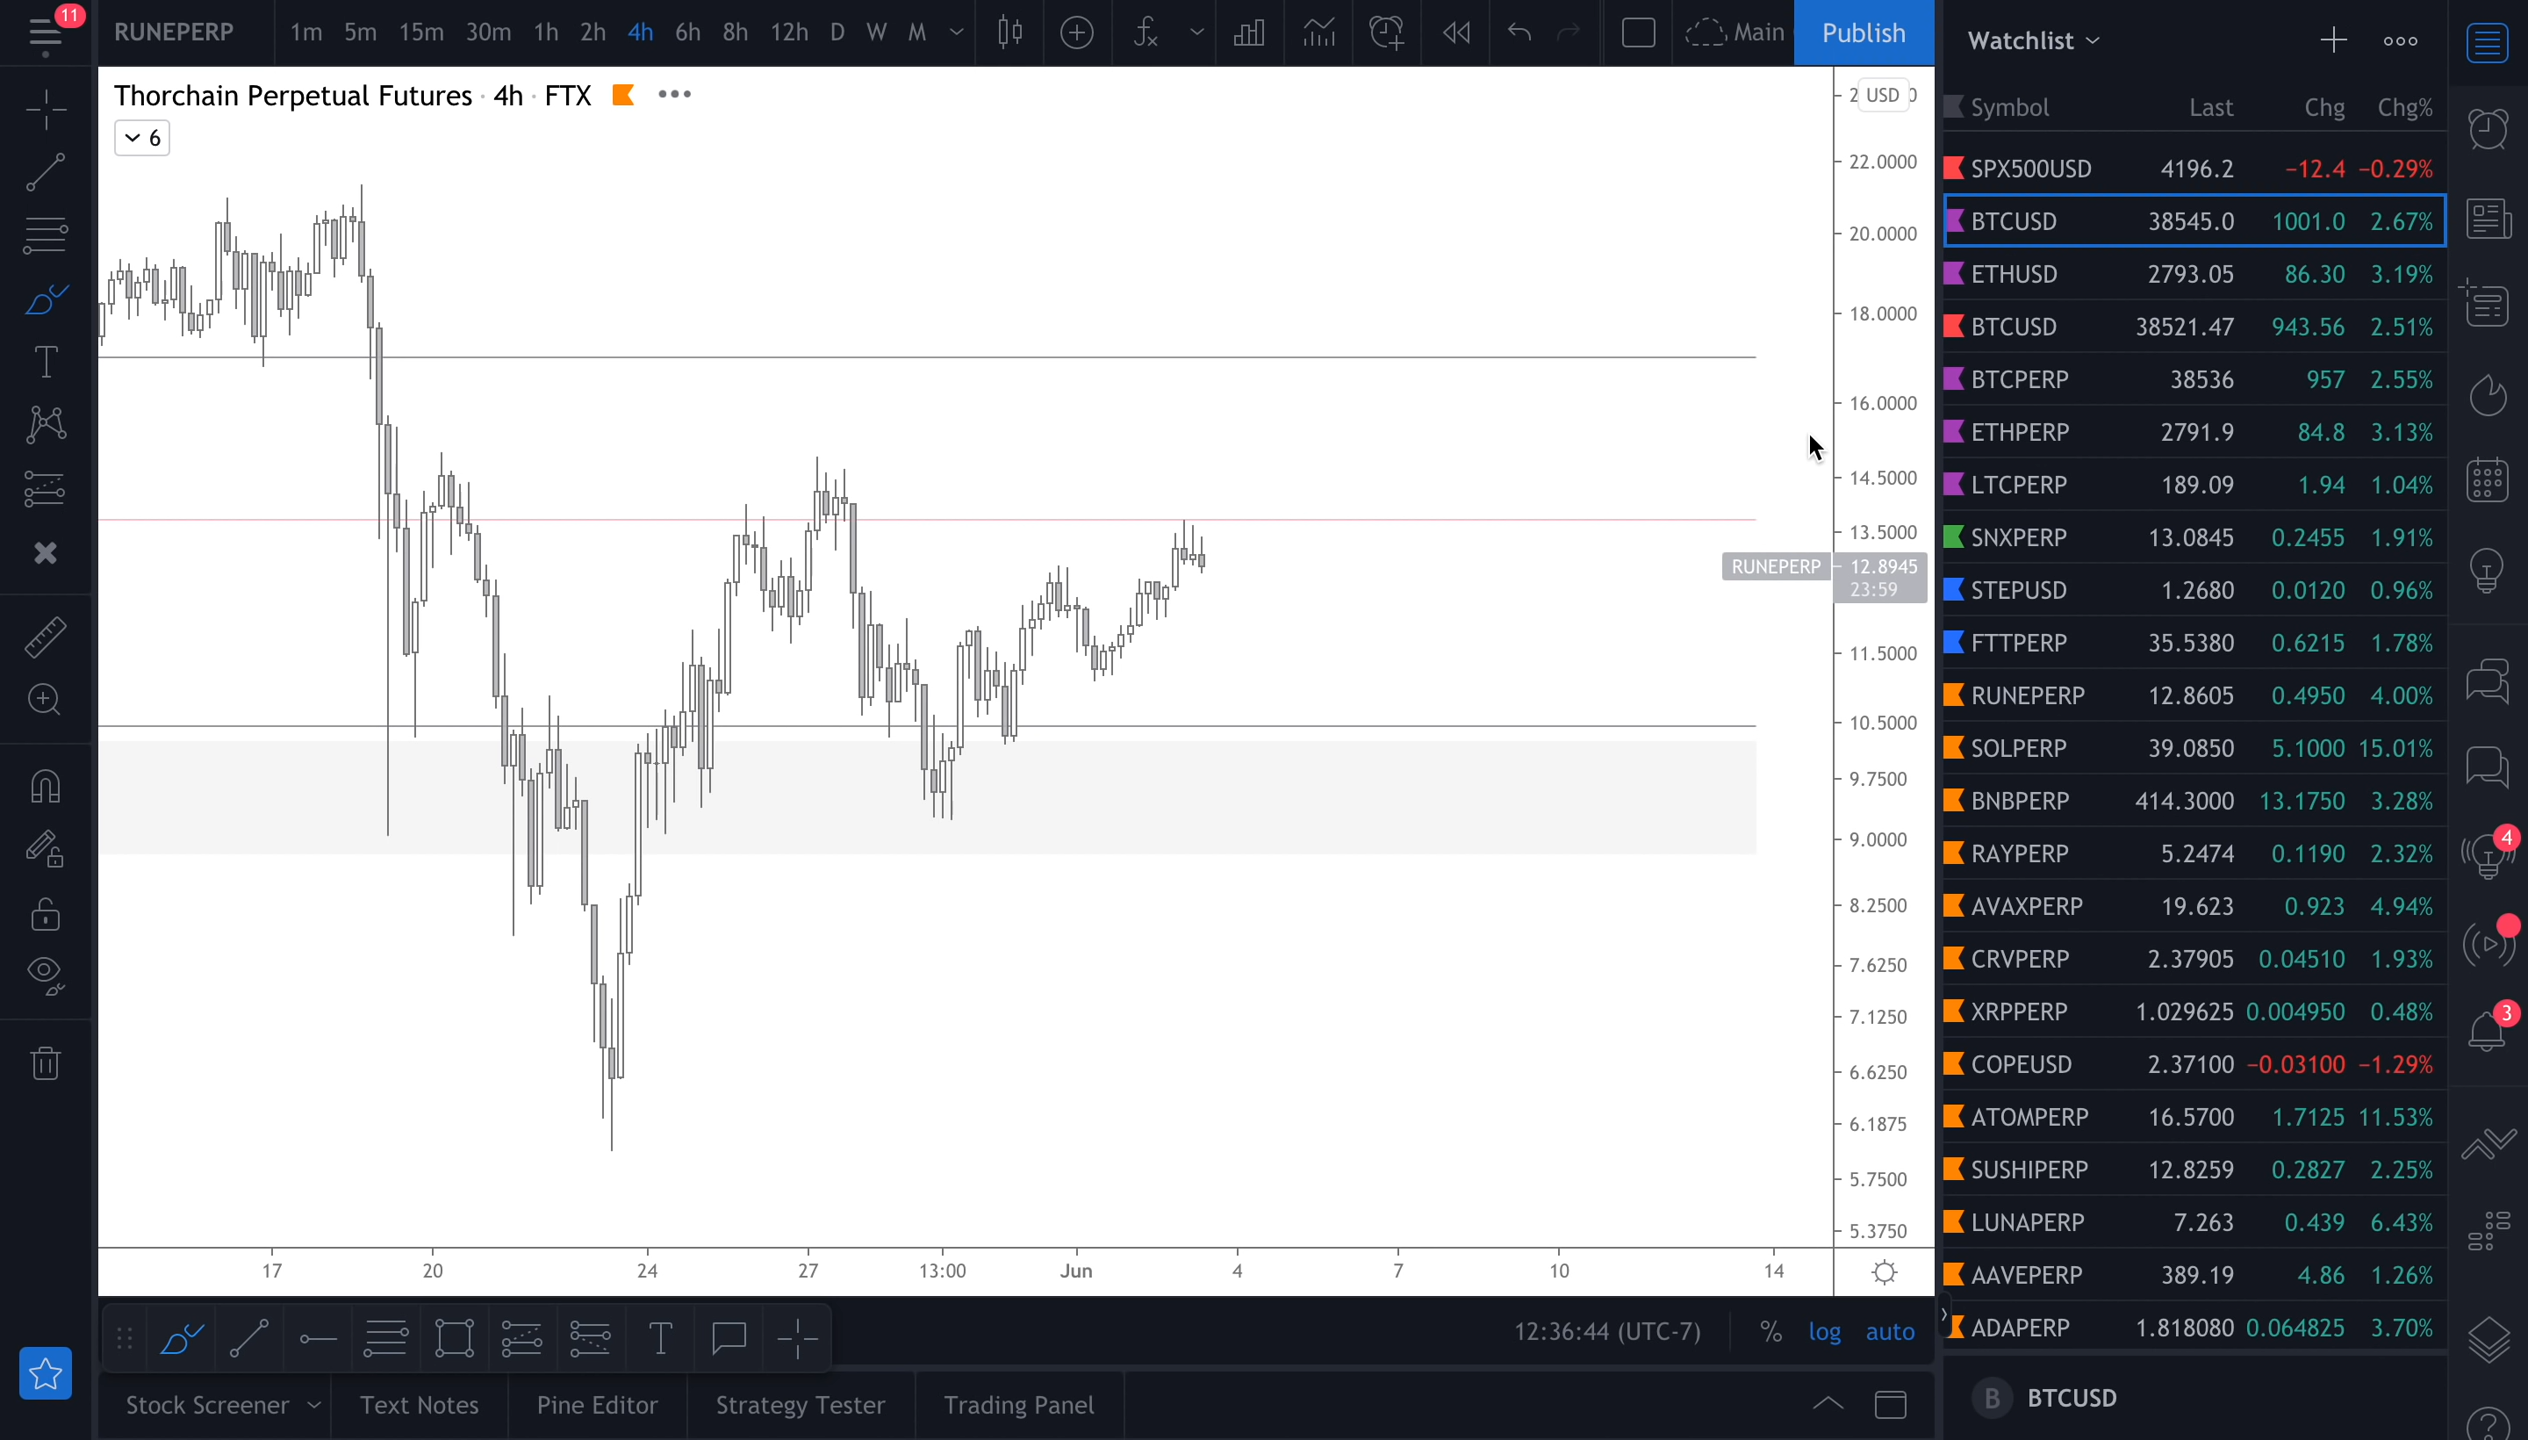 11
RUNEPERP 1m 5m 15m 30m 1h 2h 4h 6h 8h 12h D W M Main Publish
Thorchain Perpetual Futures · 4h · FTX
6
USD
22.0000
20.0000
18.0000
16.0000
14.5000
13.5000
RUNEPERP 12.8945
23:59
11.5000
10.5000
9.7500
9.0000
8.2500
7.6250
7.1250
6.6250
6.1875
5.7500
5.3750
17 20 24 27 13:00 Jun 4 7 10 14
12:36:44 (UTC-7) % log auto
Stock Screener Text Notes Pine Editor Strategy Tester Trading Panel
Watchlist
Symbol Last Chg Chg%
SPX500USD 4196.2 −12.4 −0.29%
BTCUSD 38545.0 1001.0 2.67%
ETHUSD 2793.05 86.30 3.19%
BTCUSD 38521.47 943.56 2.51%
BTCPERP 38536 957 2.55%
ETHPERP 2791.9 84.8 3.13%
LTCPERP 189.09 1.94 1.04%
SNXPERP 13.0845 0.2455 1.91%
STEPUSD 1.2680 0.0120 0.96%
FTTPERP 35.5380 0.6215 1.78%
RUNEPERP 12.8605 0.4950 4.00%
SOLPERP 39.0850 5.1000 15.01%
BNBPERP 414.3000 13.1750 3.28%
RAYPERP 5.2474 0.1190 2.32%
AVAXPERP 19.623 0.923 4.94%
CRVPERP 2.37905 0.04510 1.93%
XRPPERP 1.029625 0.004950 0.48%
COPEUSD 2.37100 −0.03100 −1.29%
ATOMPERP 16.5700 1.7125 11.53%
SUSHIPERP 12.8259 0.2827 2.25%
LUNAPERP 7.263 0.439 6.43%
AAVEPERP 389.19 4.86 1.26%
ADAPERP 1.818080 0.064825 3.70%
B BTCUSD
4
3